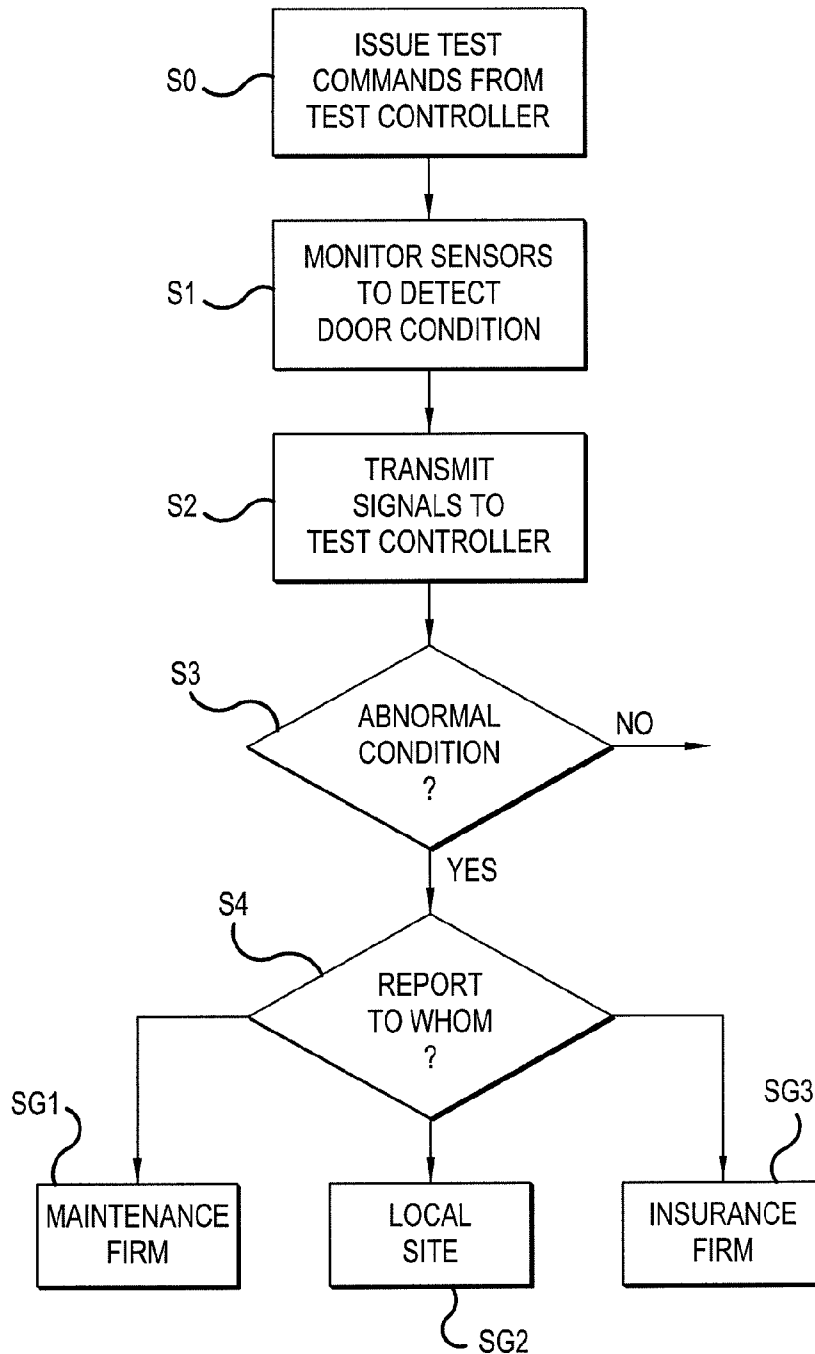 S0
ISSUE TEST
COMMANDS FROM
TEST CONTROLLER
S1
MONITOR SENSORS
TO DETECT
DOOR CONDITION
S2
TRANSMIT
SIGNALS TO
TEST CONTROLLER
S3
ABNORMAL
CONDITION
?
NO
YES
S4
REPORT
TO WHOM
?
SG1
MAINTENANCE
FIRM
LOCAL
SITE
SG2
SG3
INSURANCE
FIRM